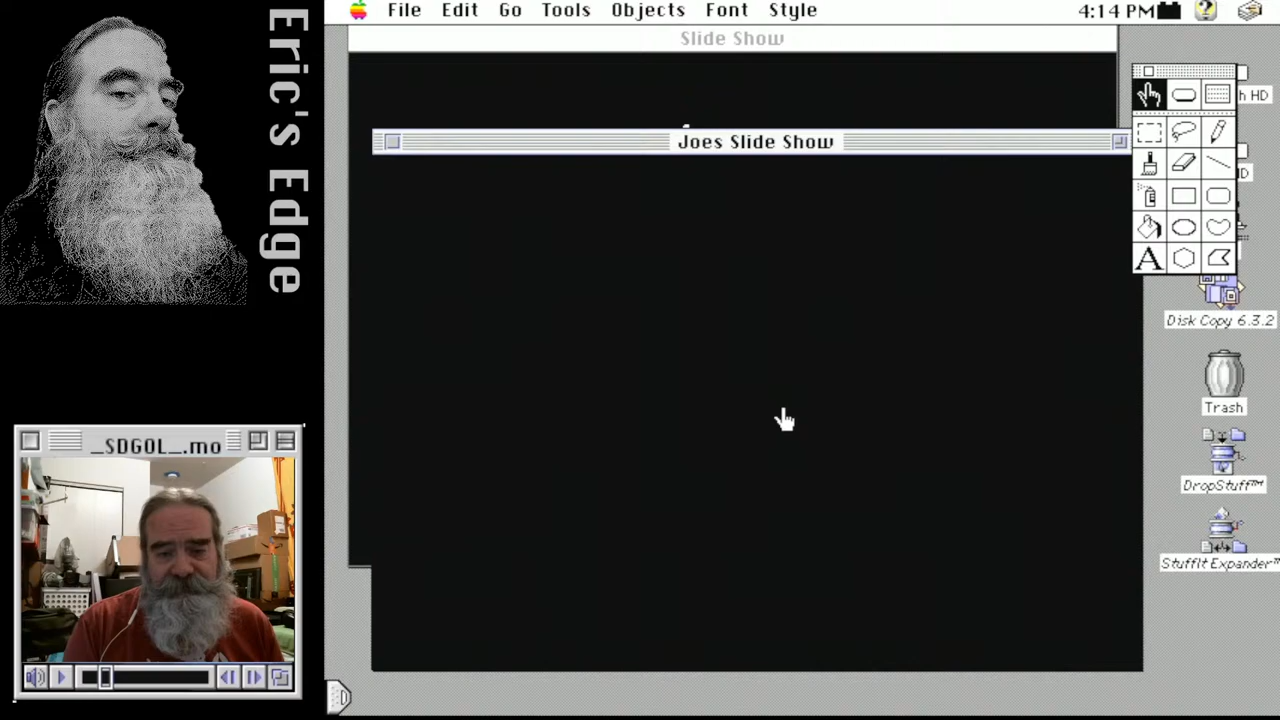 Eric's Edge
File Edit Go Tools Objects Font Style
4:14 PM
Slide Show
Joes Slide Show
h HD
D
A
Disk Copy 6.3.2
Trash
DropStuff™
StuffIt Expander™
_SDGOL_.mo